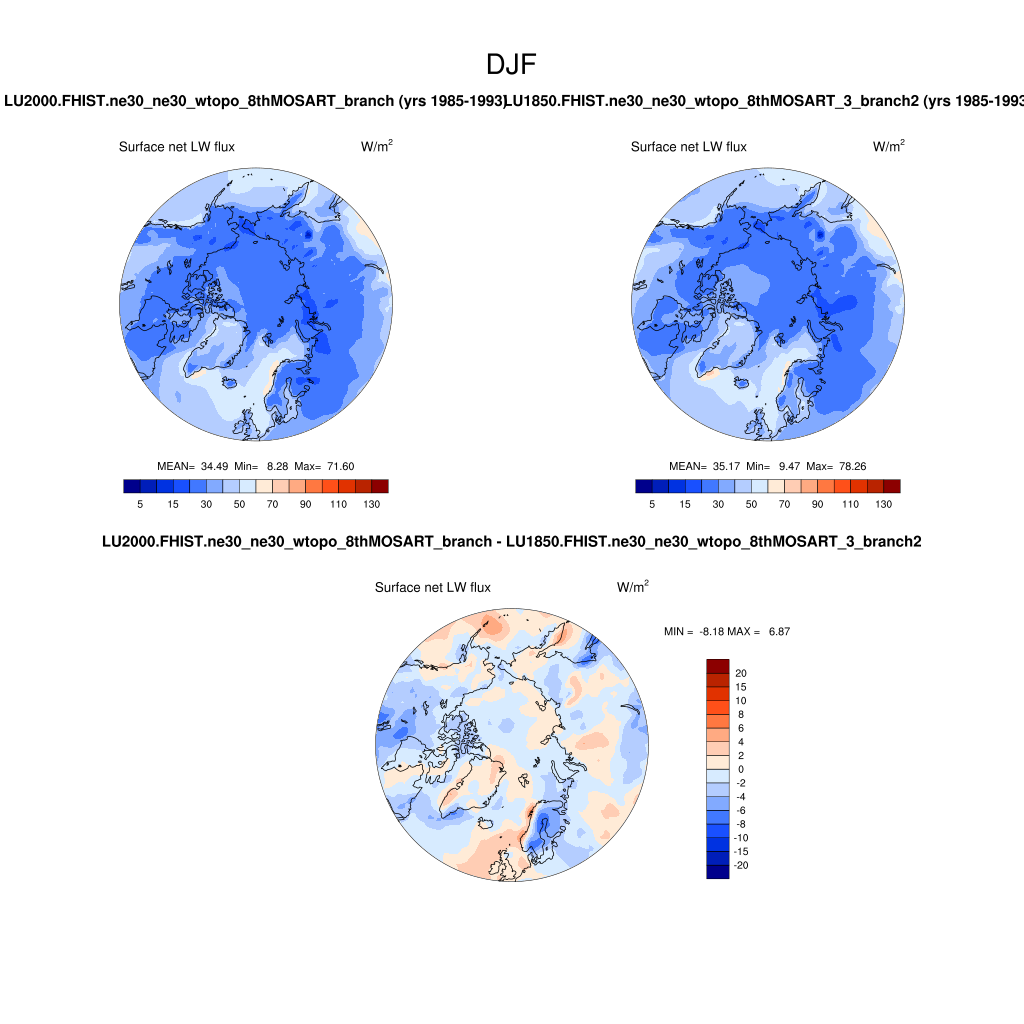 DJF
LU2000.FHIST.ne30_ne30_wtopo_8thMOSART_branch (yrs 1985-1993)
LU1850.FHIST.ne30_ne30_wtopo_8thMOSART_3_branch2 (yrs 1985-1993
Surface net LW flux W/m2
Surface net LW flux W/m2
MEAN= 34.49 Min= 8.28 Max= 71.60
MEAN= 35.17 Min= 9.47 Max= 78.26
5 15 30 50 70 90 110 130
5 15 30 50 70 90 110 130
LU2000.FHIST.ne30_ne30_wtopo_8thMOSART_branch - LU1850.FHIST.ne30_ne30_wtopo_8thMOSART_3_branch2
Surface net LW flux W/m2
MIN = -8.18 MAX = 6.87
20
15
10
8
6
4
2
0
-2
-4
-6
-8
-10
-15
-20